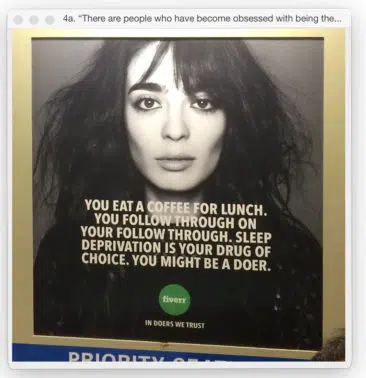 4a. “There are people who have become obsessed with being the...
YOU EAT A COFFEE FOR LUNCH.
YOU FOLLOW THROUGH ON
YOUR FOLLOW THROUGH. SLEEP
DEPRIVATION IS YOUR DRUG OF
CHOICE. YOU MIGHT BE A DOER.
fiverr
IN DOERS WE TRUST
PRIORITY